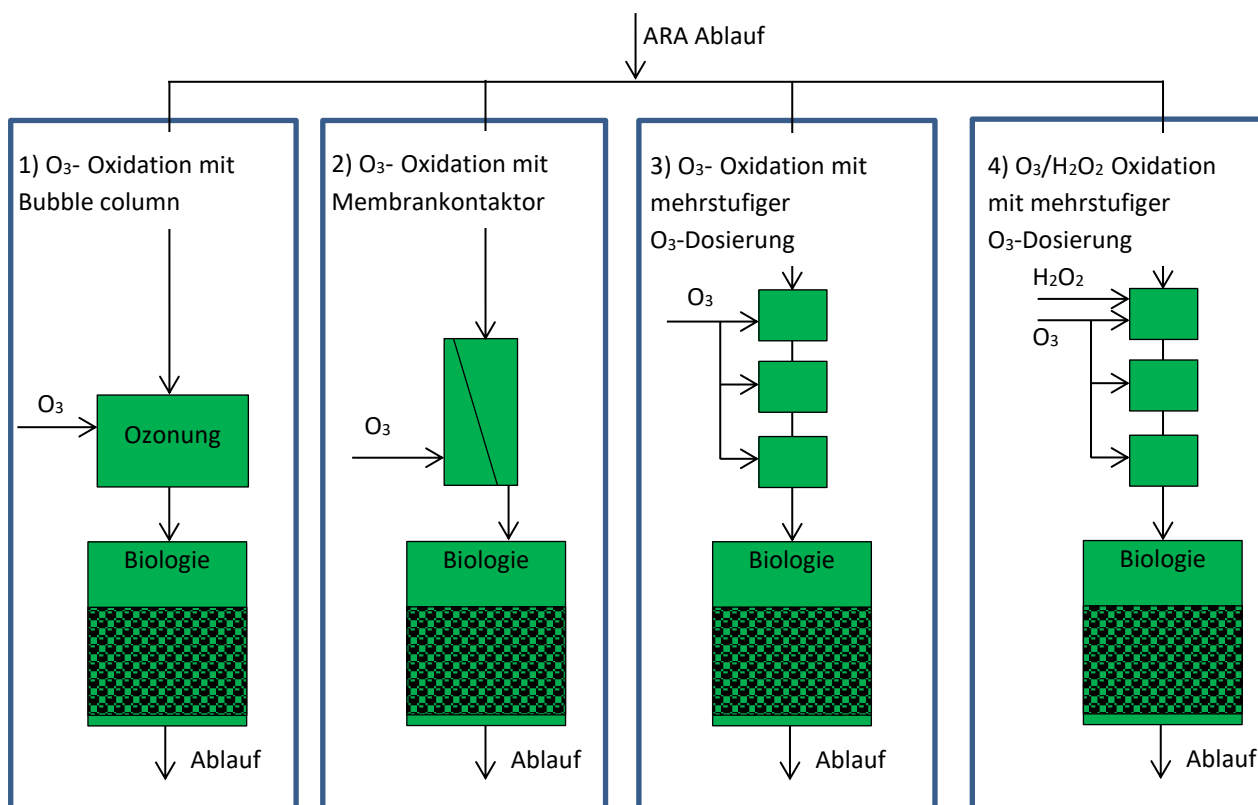 ARA Ablauf
1) O₃- Oxidation mit
Bubble column
O₃
Ozonung
Biologie
Ablauf
2) O₃- Oxidation mit
Membrankontaktor
O₃
Biologie
Ablauf
3) O₃- Oxidation mit
mehrstufiger
O₃-Dosierung
O₃
Biologie
Ablauf
4) O₃/H₂O₂ Oxidation
mit mehrstufiger
O₃-Dosierung
H₂O₂
O₃
Biologie
Ablauf